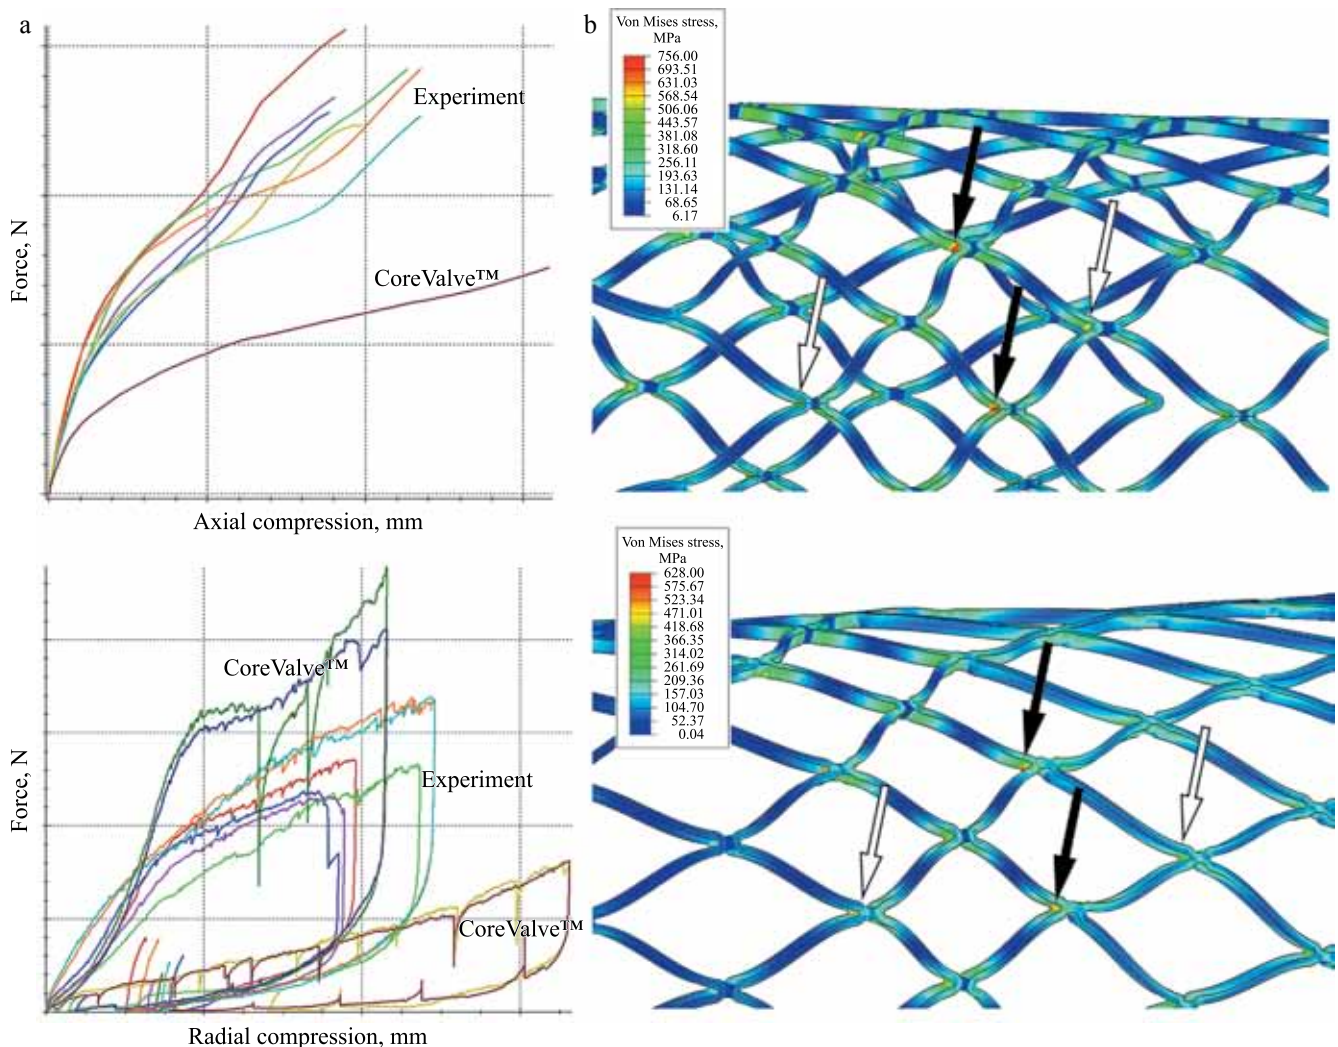 a
Force, N
Experiment
CoreValve™
Axial compression, mm
b
Von Mises stress,
MPa
756.00
693.51
631.03
568.54
506.06
443.57
381.08
318.60
256.11
193.63
131.14
68.65
6.17
Force, N
CoreValve™
Experiment
CoreValve™
Radial compression, mm
Von Mises stress,
MPa
628.00
575.67
523.34
471.01
418.68
366.35
314.02
261.69
209.36
157.03
104.70
52.37
0.04